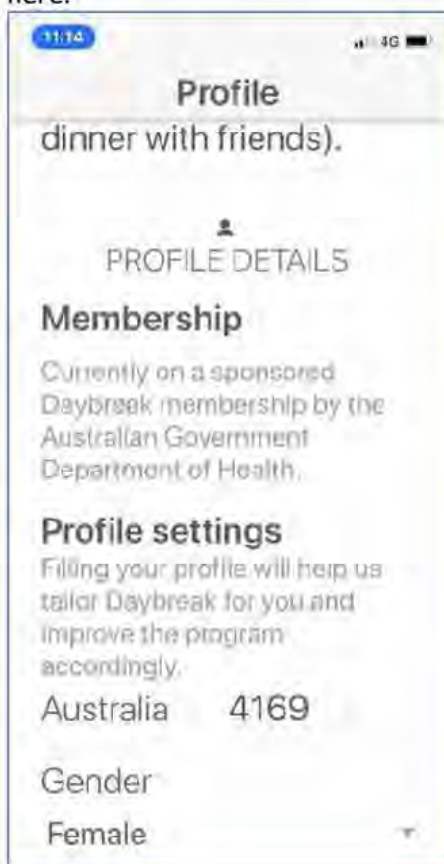 here.
11:14 4G
Profile
dinner with friends).
PROFILE DETAILS
Membership
Currently on a sponsored
Daybreak membership by the
Australian Government
Department of Health.
Profile settings
Filling your profile will help us
tailor Daybreak for you and
improve the program
accordingly.
Australia 4169
Gender
Female